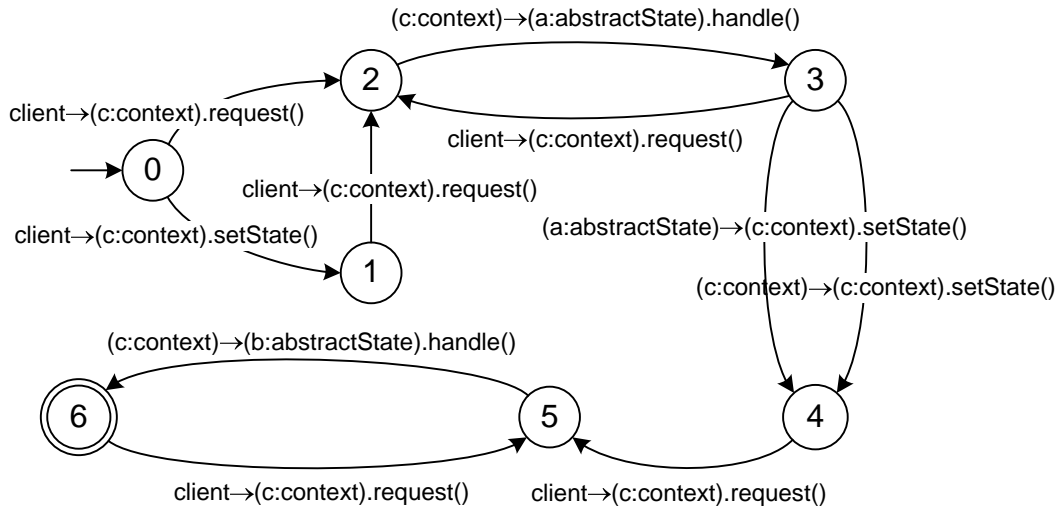 (c:context)→(a:abstractState).handle()
2
3
client→(c:context).request()
client→(c:context).request()
0
client→(c:context).request()
client→(c:context).setState()
(a:abstractState)→(c:context).setState()
1
(c:context)→(c:context).setState()
(c:context)→(b:abstractState).handle()
6
5
4
client→(c:context).request()
client→(c:context).request()